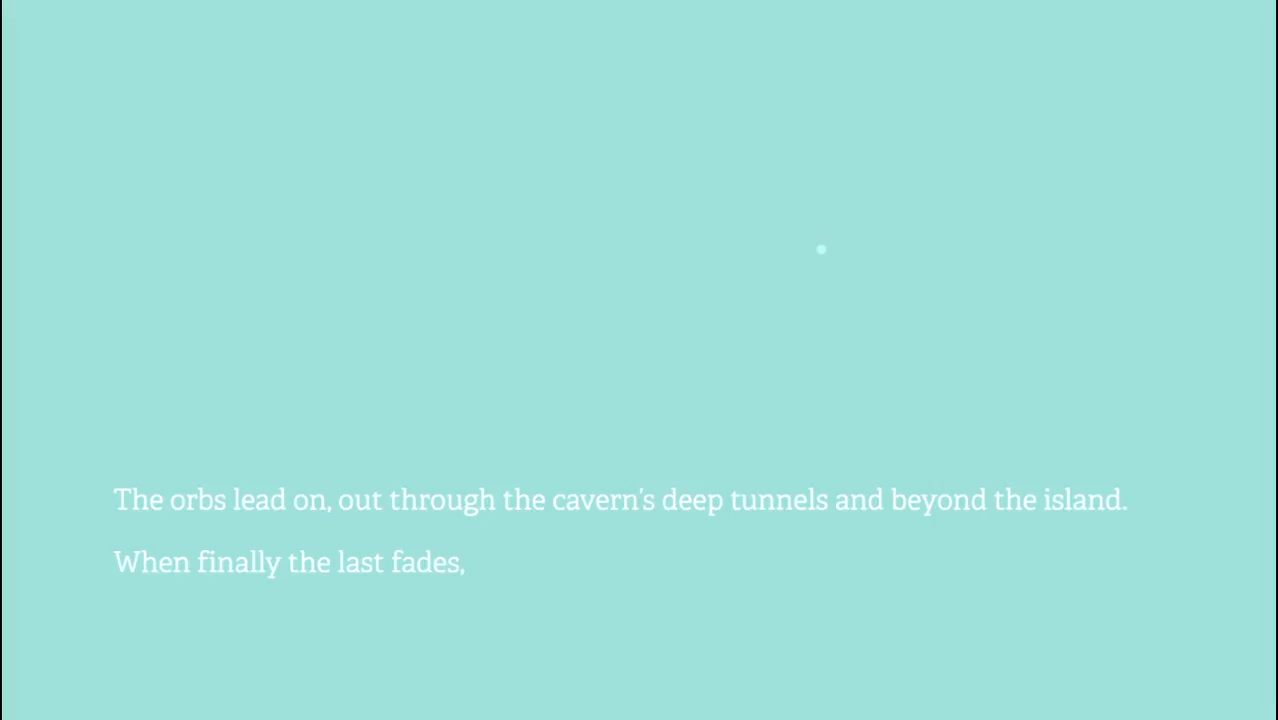 The orbs lead on, out through the cavern's deep tunnels and beyond the island.
When finally the last fades,